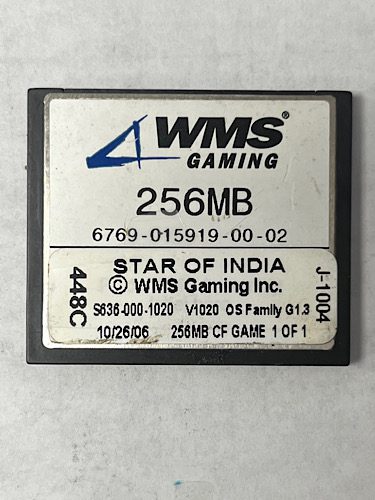 WMS®
GAMING
256MB
6769-015919-00-02
STAR OF INDIA
© WMS Gaming Inc.
S636-000-1020 V1020 OS Family G1.3
10/26/06 256MB CF GAME 1 OF 1
448C
J-1004